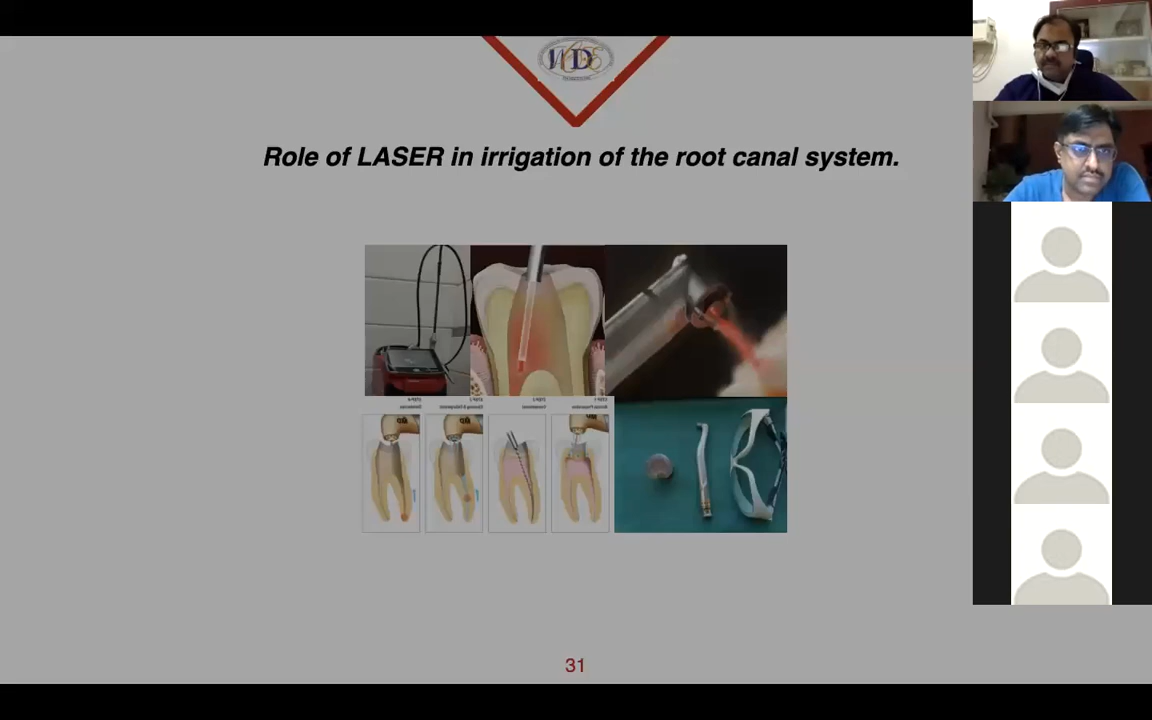 Role of LASER in irrigation of the root canal system.
31